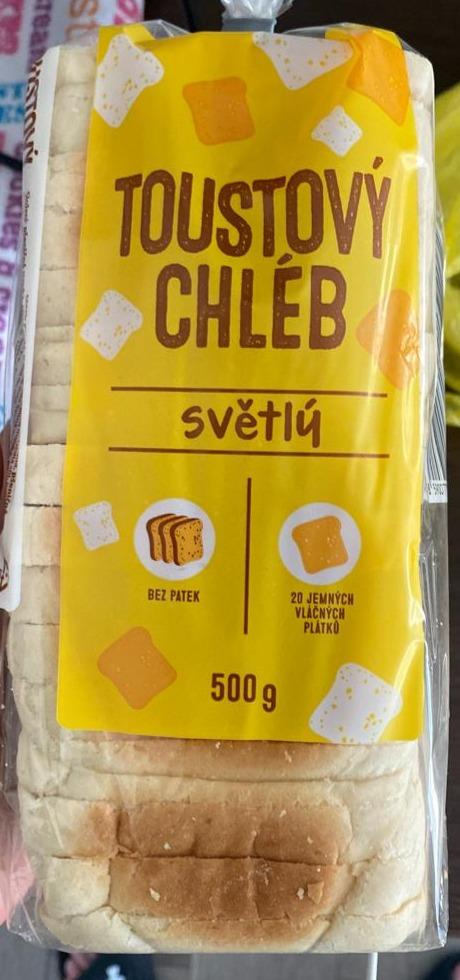 TOUSTOVÝ
CHLÉB
světlý
BEZ PATEK
20 JEMNÝCH
VLÁČNÝCH
PLÁTKŮ
500 g